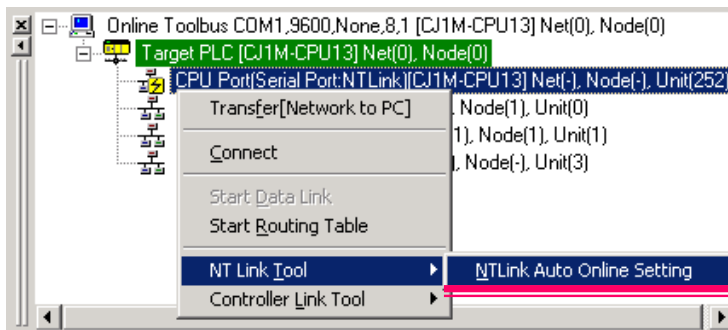 Online Toolbus COM1,9600,None,8,1 [CJ1M-CPU13] Net(0), Node(0)
Target PLC [CJ1M-CPU13] Net(0), Node(0)
CPU Port(Serial Port:NTLink)[CJ1M-CPU13] Net(-), Node(-), Unit(252)
Transfer[Network to PC]
, Node(1), Unit(0)
1), Node(1), Unit(1)
Connect
), Node(-), Unit(3)
Start Data Link
Start Routing Table
NT Link Tool
NTLink Auto Online Setting
Controller Link Tool